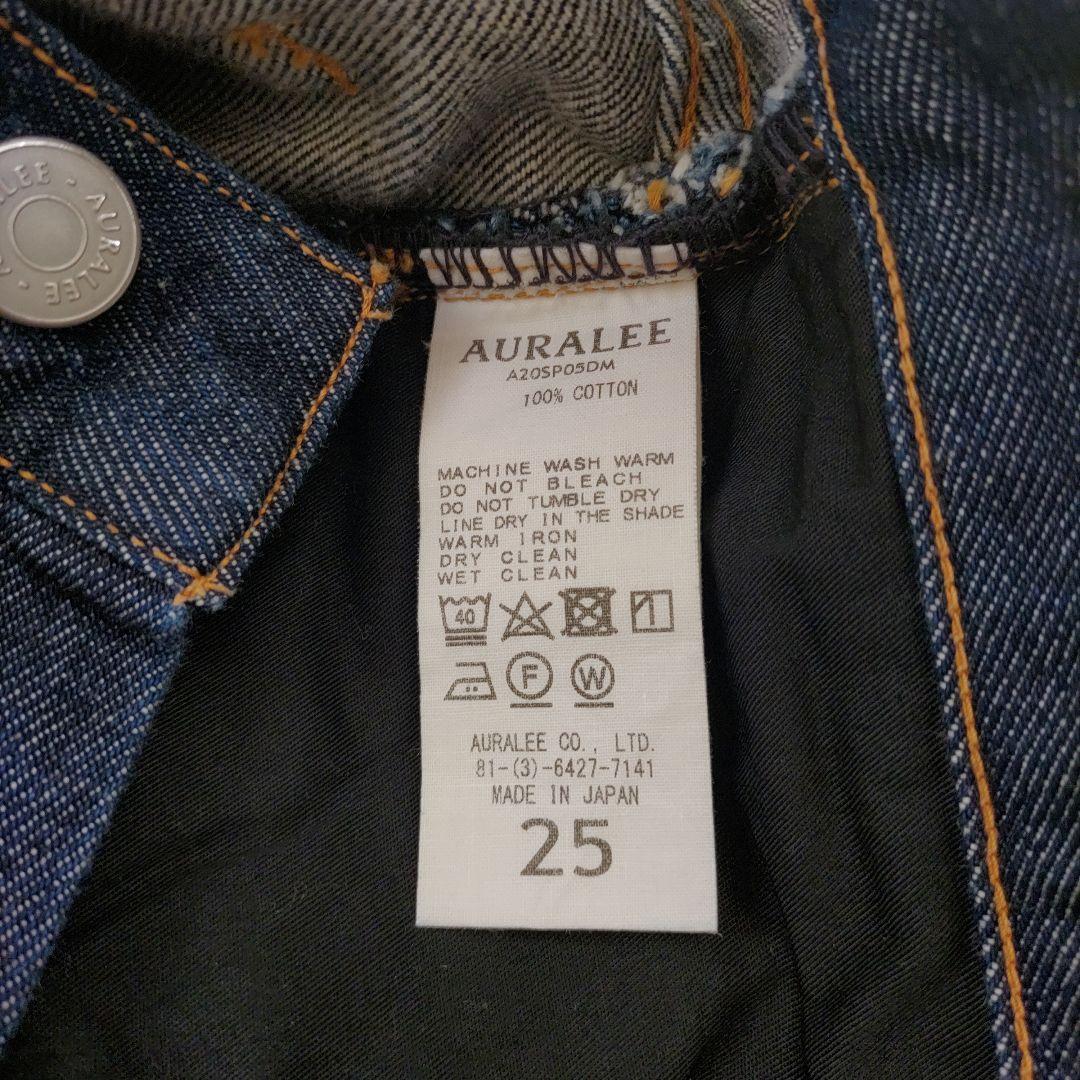 AURALEE - AURALEE
AURALEE
A20SP05DM
100% COTTON
MACHINE WASH WARM
DO NOT BLEACH
DO NOT TUMBLE DRY
LINE DRY IN THE SHADE
WARM IRON
DRY CLEAN
WET CLEAN
40
F W
AURALEE CO., LTD.
81-(3)-6427-7141
MADE IN JAPAN
25